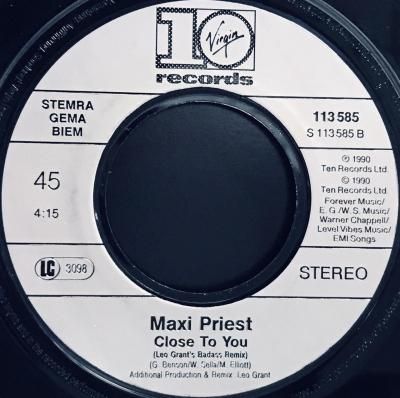 10
Virgin
records
STEMRA
GEMA
BIEM
113 585
S 113 585 B
45
4:15
℗ 1990
Ten Records Ltd.
© 1990
Ten Records Ltd.
Forever Music/
E. G./W. S. Music/
Warner Chappell/
Level Vibes Music/
EMI Songs
LC 3098
STEREO
Maxi Priest
Close To You
(Leo Grant's Badass Remix)
(G. Benson/W. Sella/M. Elliott)
Additional Production & Remix: Leo Grant